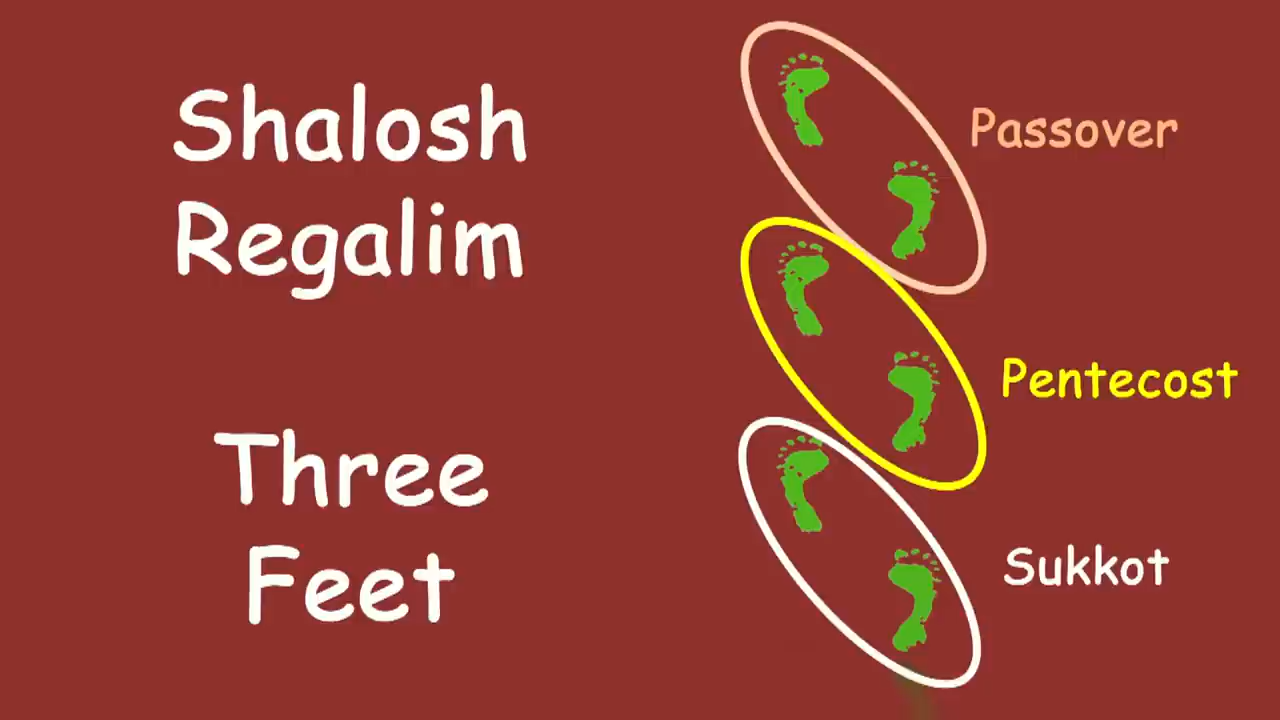 Shalosh
Regalim
Three
Feet
Passover
Pentecost
Sukkot